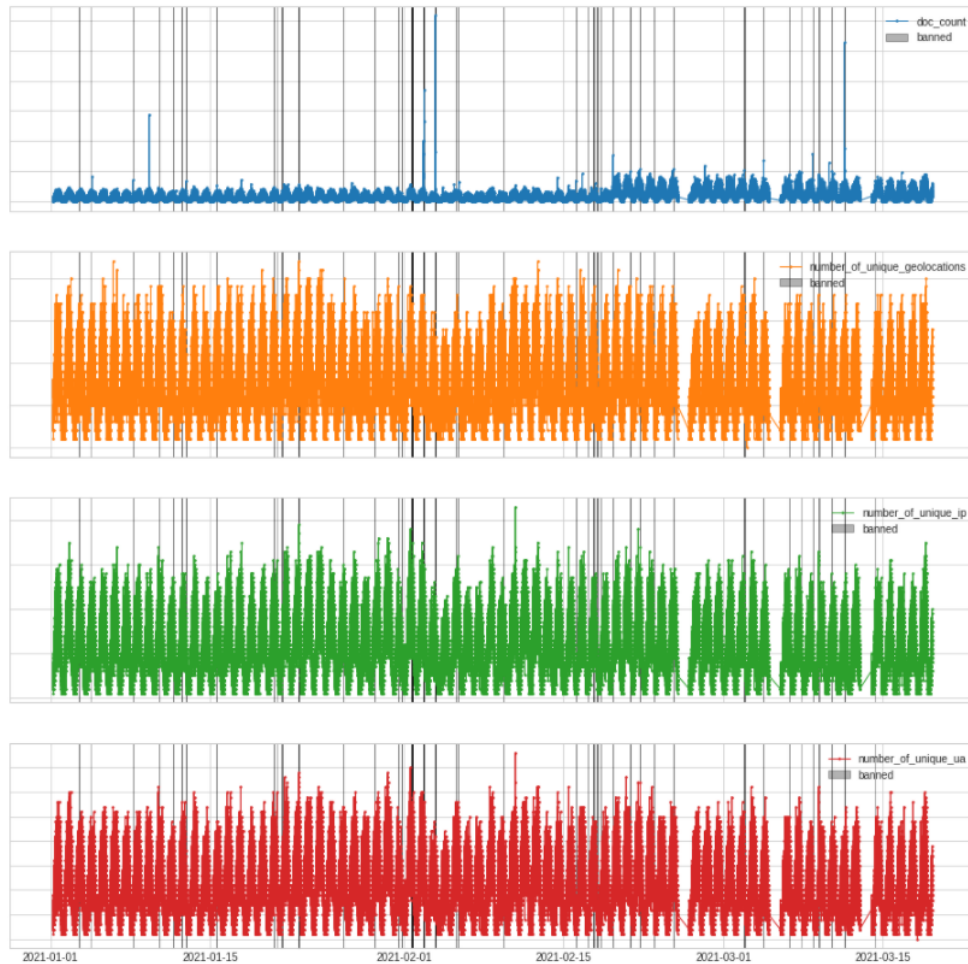 doc_count
banned
number_of_unique_geolocations
banned
number_of_unique_ip
banned
number_of_unique_ua
banned
2021-01-01 2021-01-15 2021-02-01 2021-02-15 2021-03-01 2021-03-15